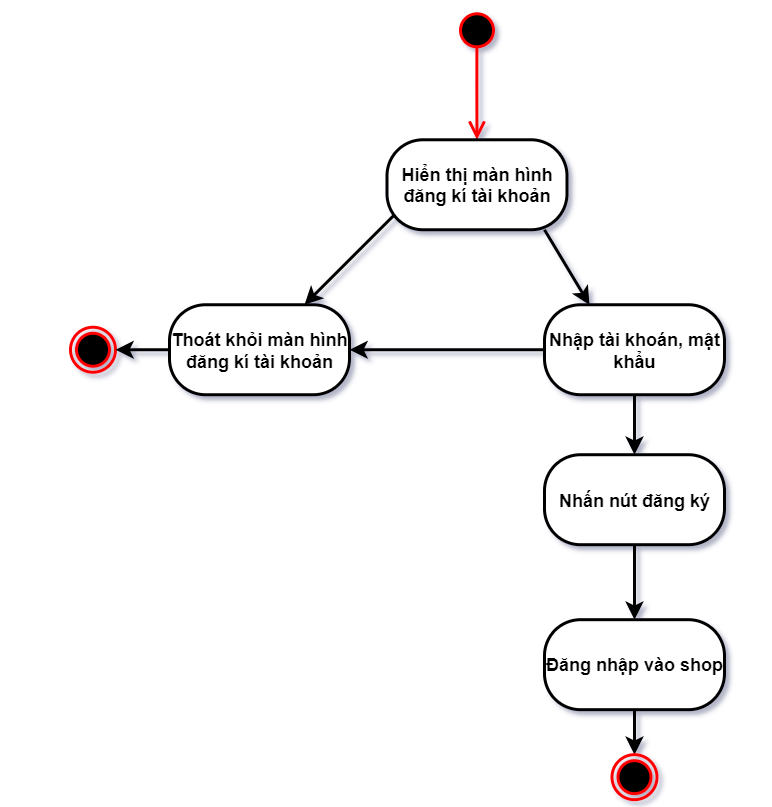 Hiển thị màn hình
đăng kí tài khoản
Thoát khỏi màn hình
đăng kí tài khoản
Nhập tài khoán, mật
khẩu
Nhấn nút đăng ký
Đăng nhập vào shop